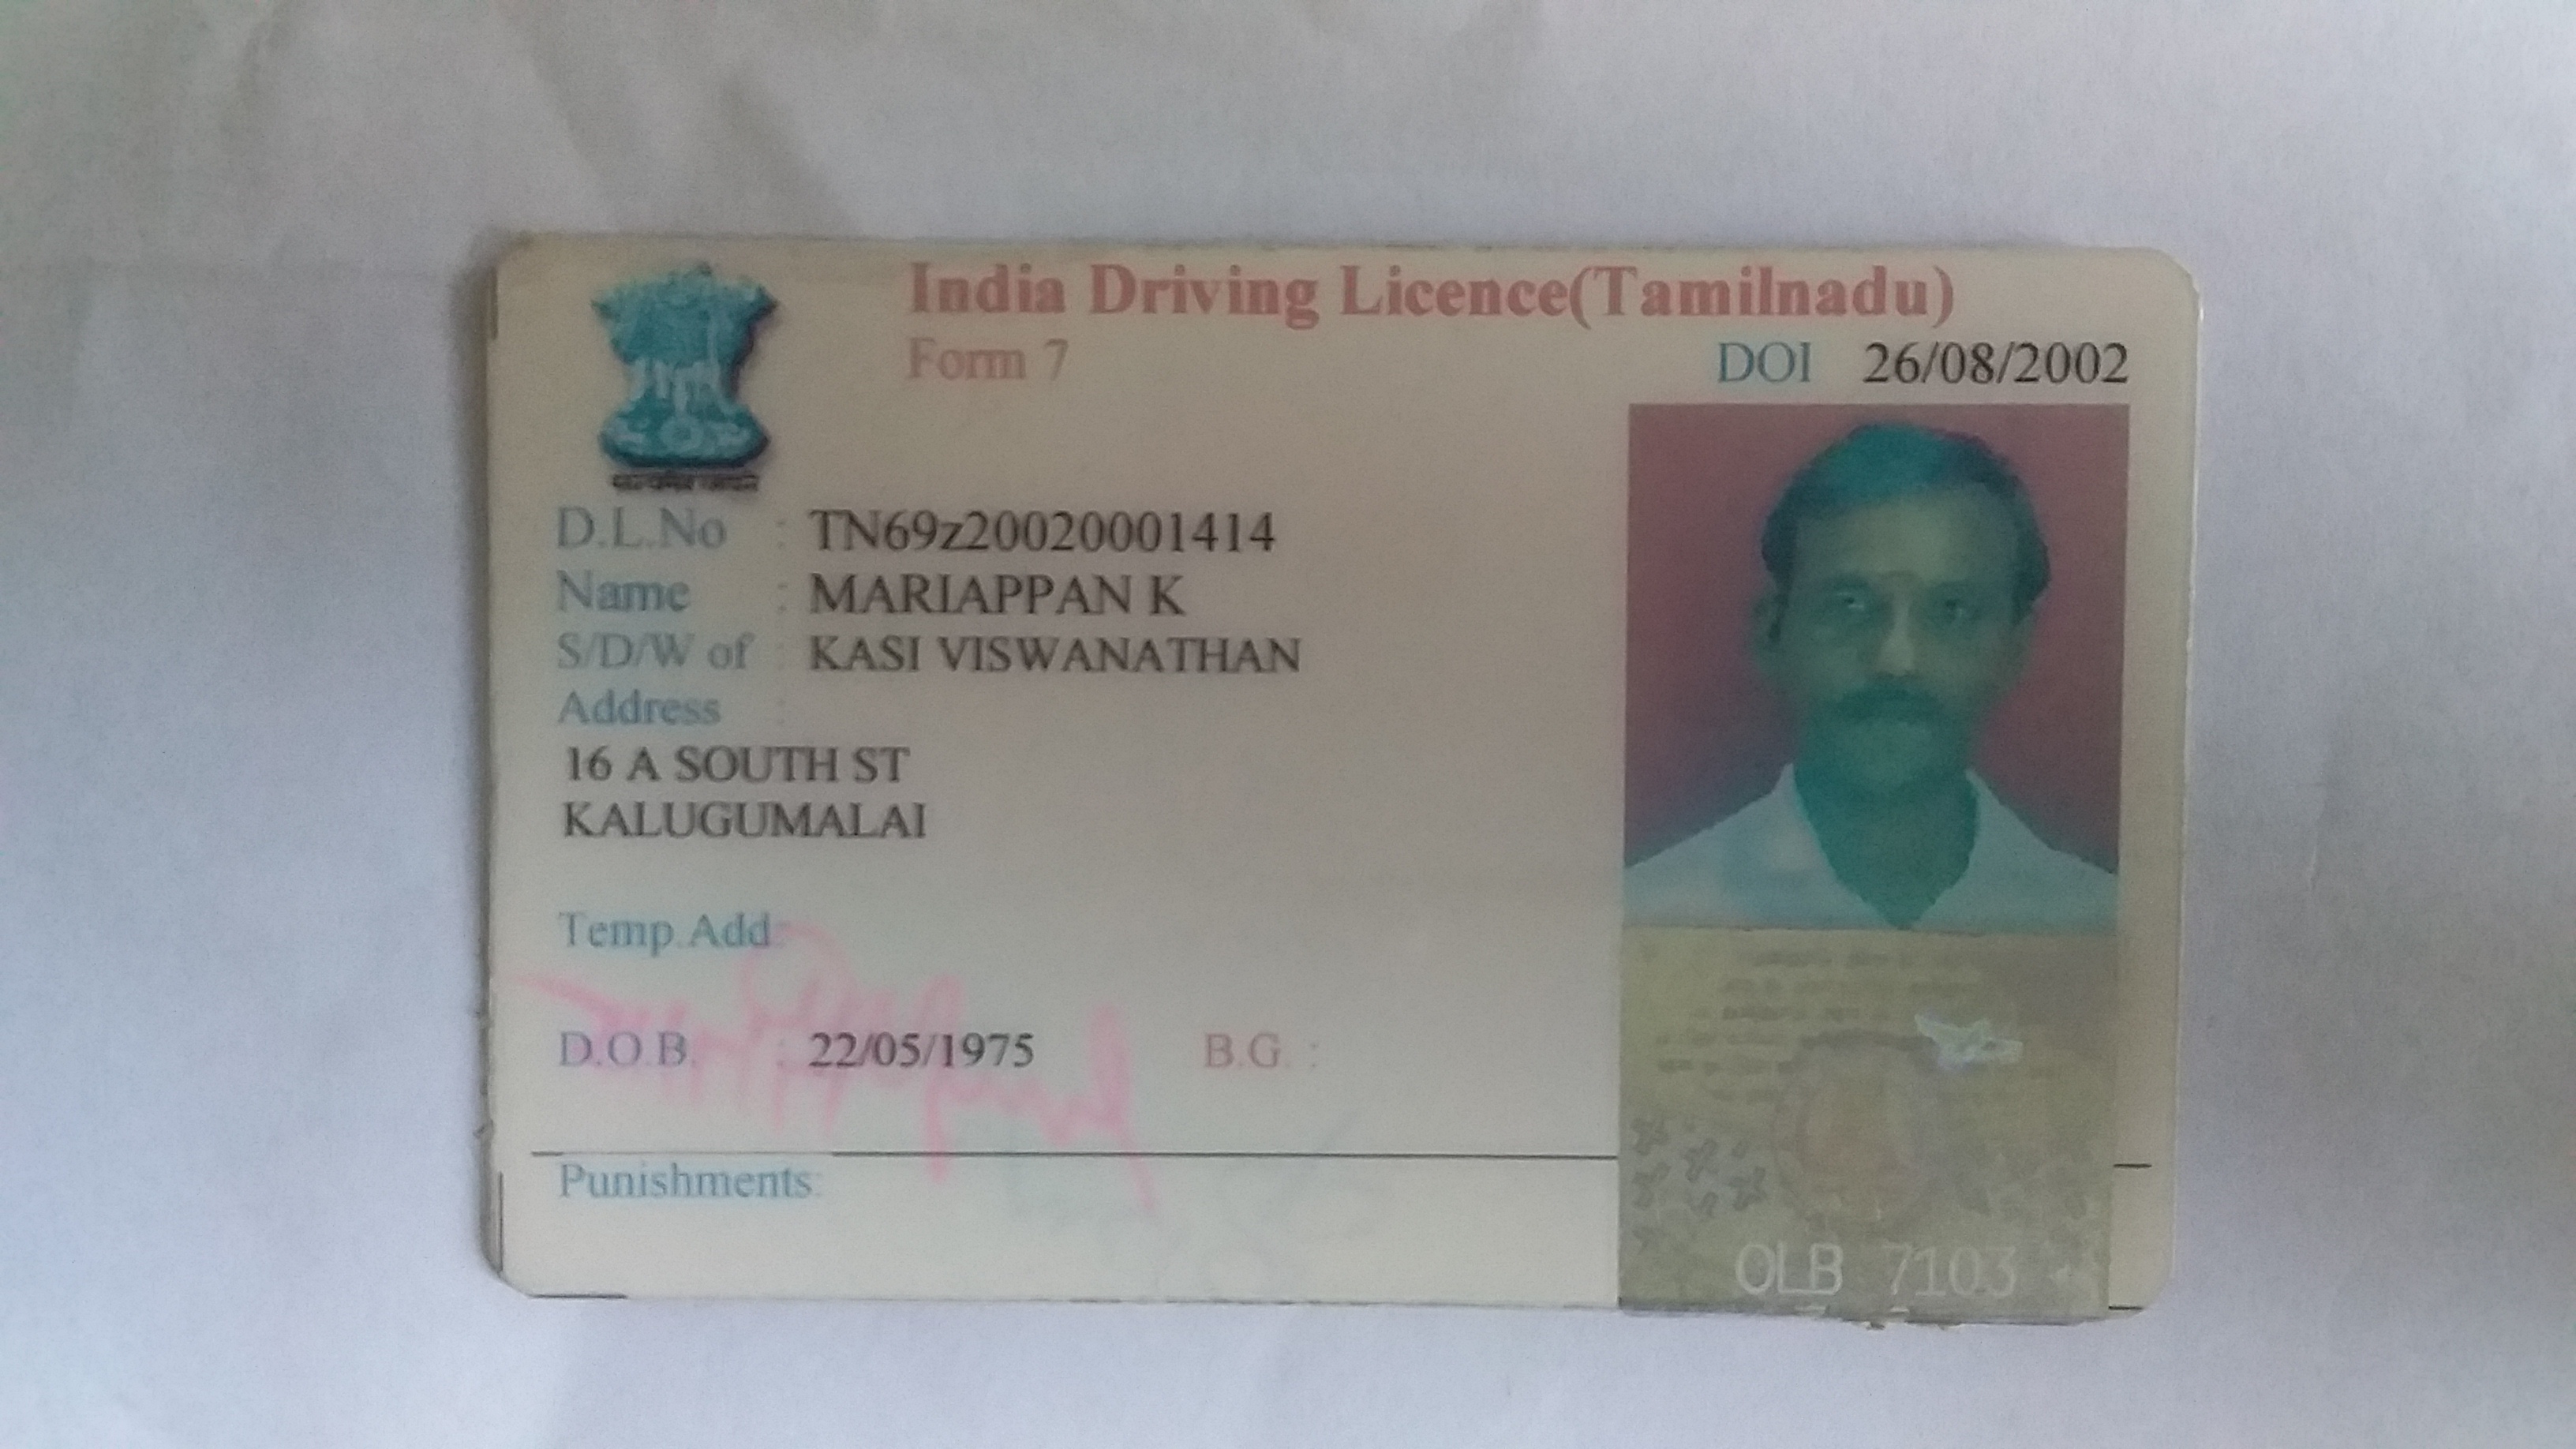 India Driving Licence(Tamilnadu)
Form 7
DOI 26/08/2002
D.L.No : TN69z20020001414
Name : MARIAPPAN K
S/D/W of : KASI VISWANATHAN
Address :
16 A SOUTH ST
KALUGUMALAI
Temp.Add:
D.O.B. : 22/05/1975 B.G. :
Punishments:
OLB 7103